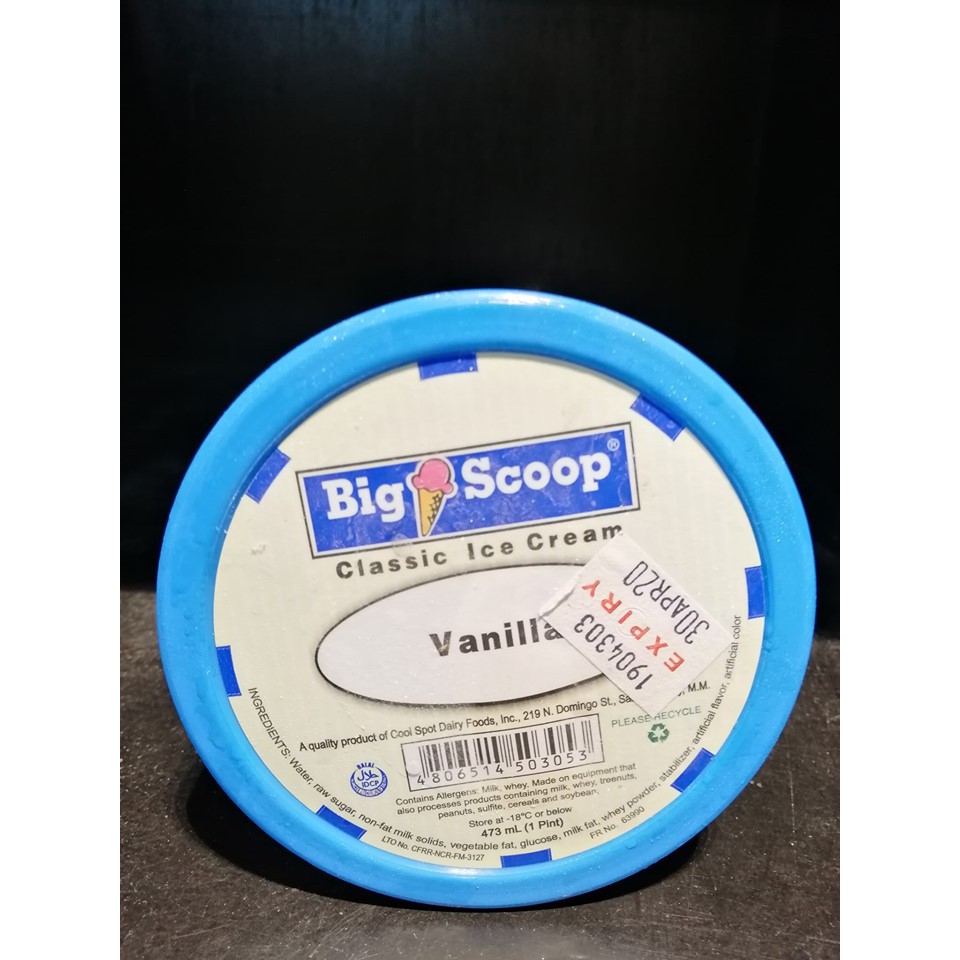 Big Scoop®
Classic Ice Cream
Vanilla
1904303
EXPIRY
30APR20
A quality product of Cool Spot Dairy Foods, Inc., 219 N. Domingo St., M.M.
PLEASE RECYCLE
4806514503053
HALAL
IDCP
Contains Allergens: Milk, whey. Made on equipment that
also processes products containing milk, whey, treenuts,
peanuts, sulfite, cereals and soybean.
Store at -18°C or below
473 mL (1 Pint)
INGREDIENTS: Water, raw sugar, non-fat milk solids, vegetable fat, glucose, milk fat, whey powder, stabilizer, artificial flavor, artificial color
LTO No. CFRR-NCR-FM-3127
FR No. 63990